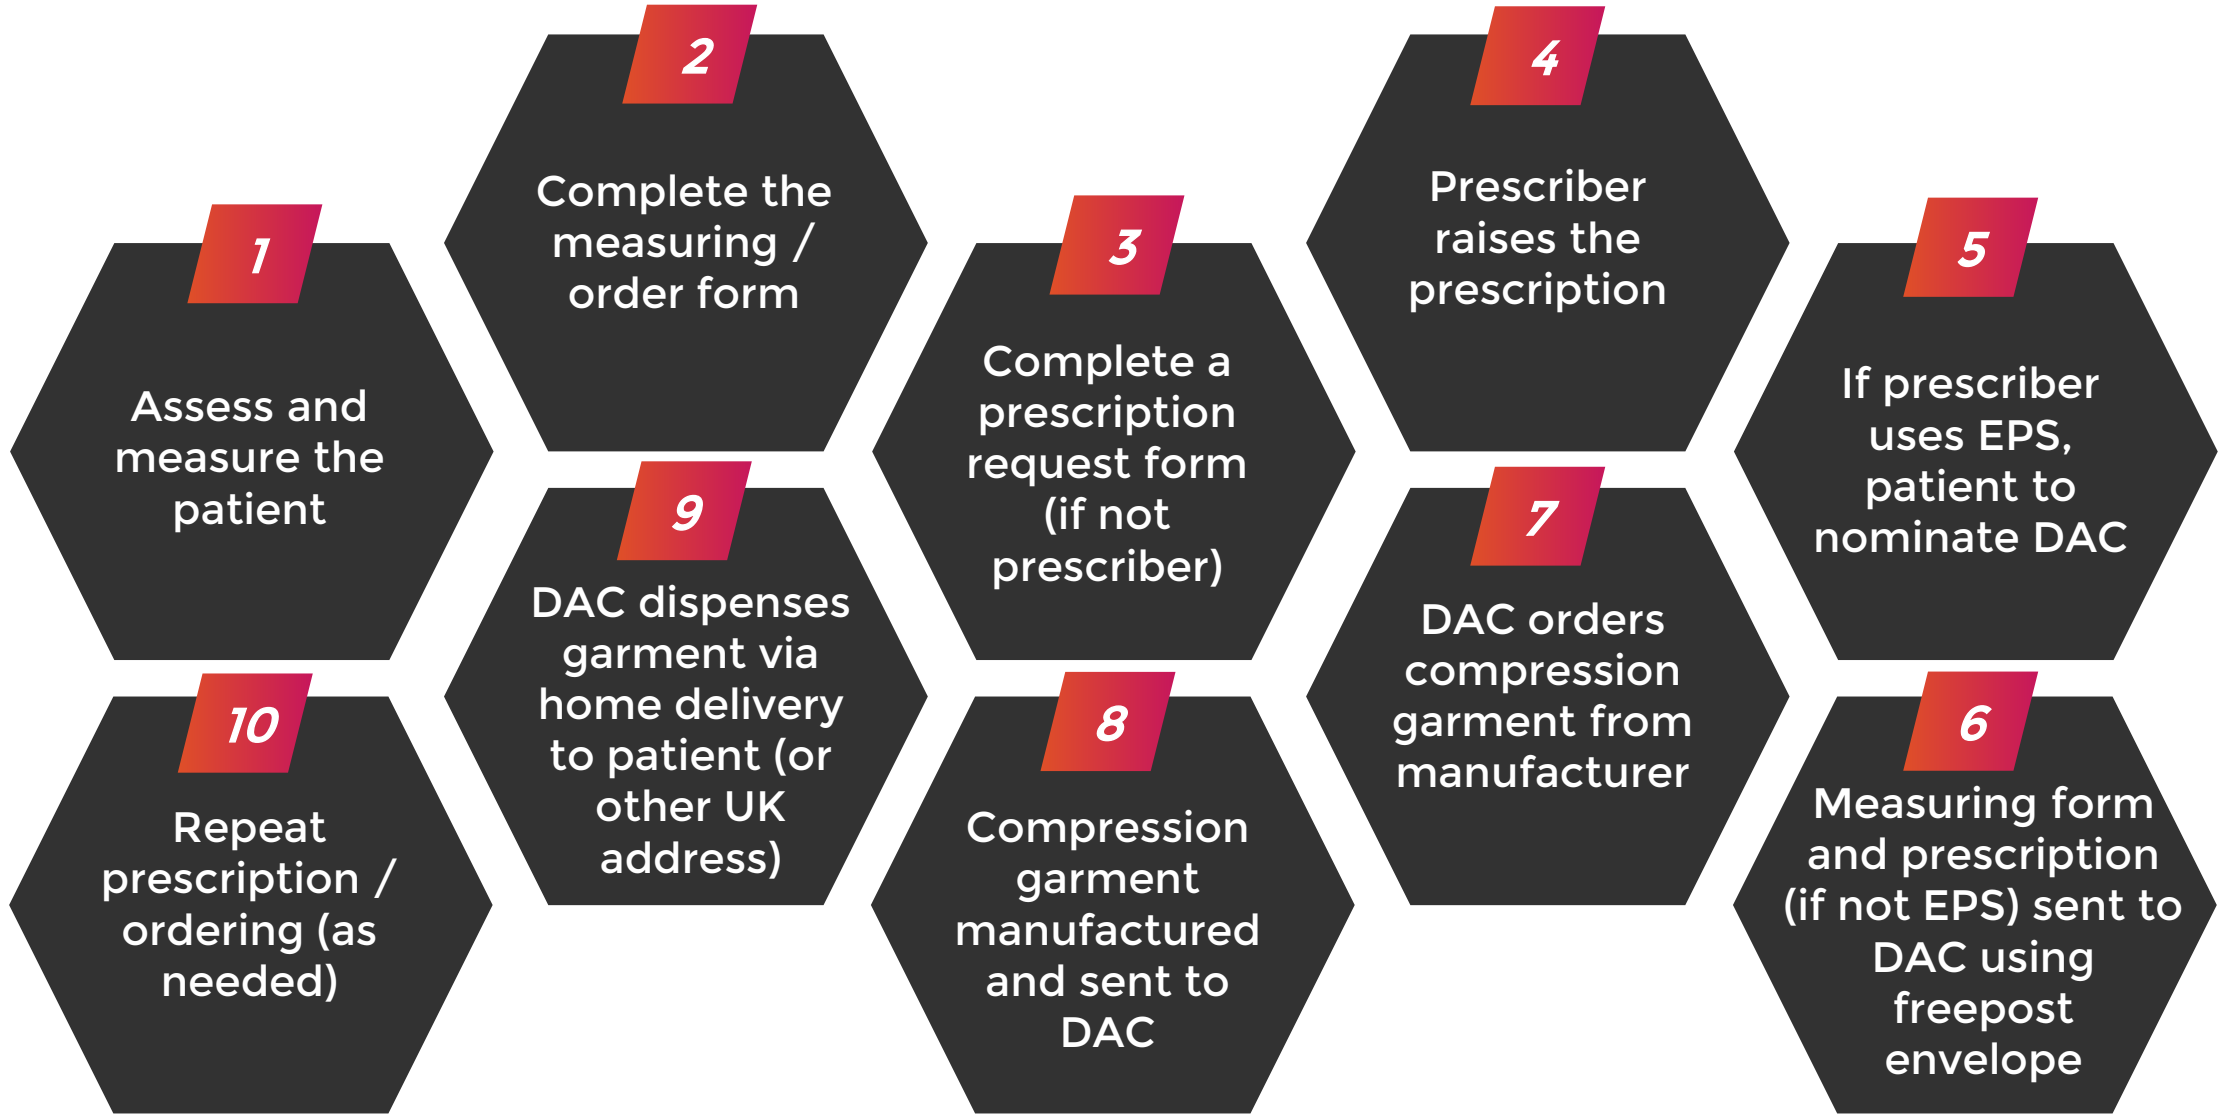 1
Assess and
measure the
patient
2
Complete the
measuring /
order form
3
Complete a
prescription
request form
(if not
prescriber)
4
Prescriber
raises the
prescription
5
If prescriber
uses EPS,
patient to
nominate DAC
6
Measuring form
and prescription
(if not EPS) sent to
DAC using
freepost
envelope
7
DAC orders
compression
garment from
manufacturer
8
Compression
garment
manufactured
and sent to
DAC
9
DAC dispenses
garment via
home delivery
to patient (or
other UK
address)
10
Repeat
prescription /
ordering (as
needed)